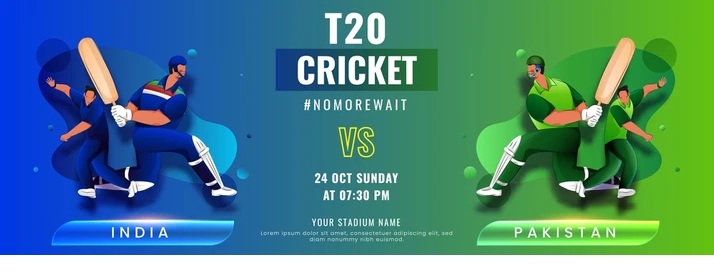 T20
CRICKET
#NOMOREWAIT
VS
24 OCT SUNDAY
AT 07:30 PM
YOUR STADIUM NAME
Lorem ipsum dolor sit amet, consectetuer adipiscing elit, sed
diam nonummy nibh euismod.
INDIA
PAKISTAN